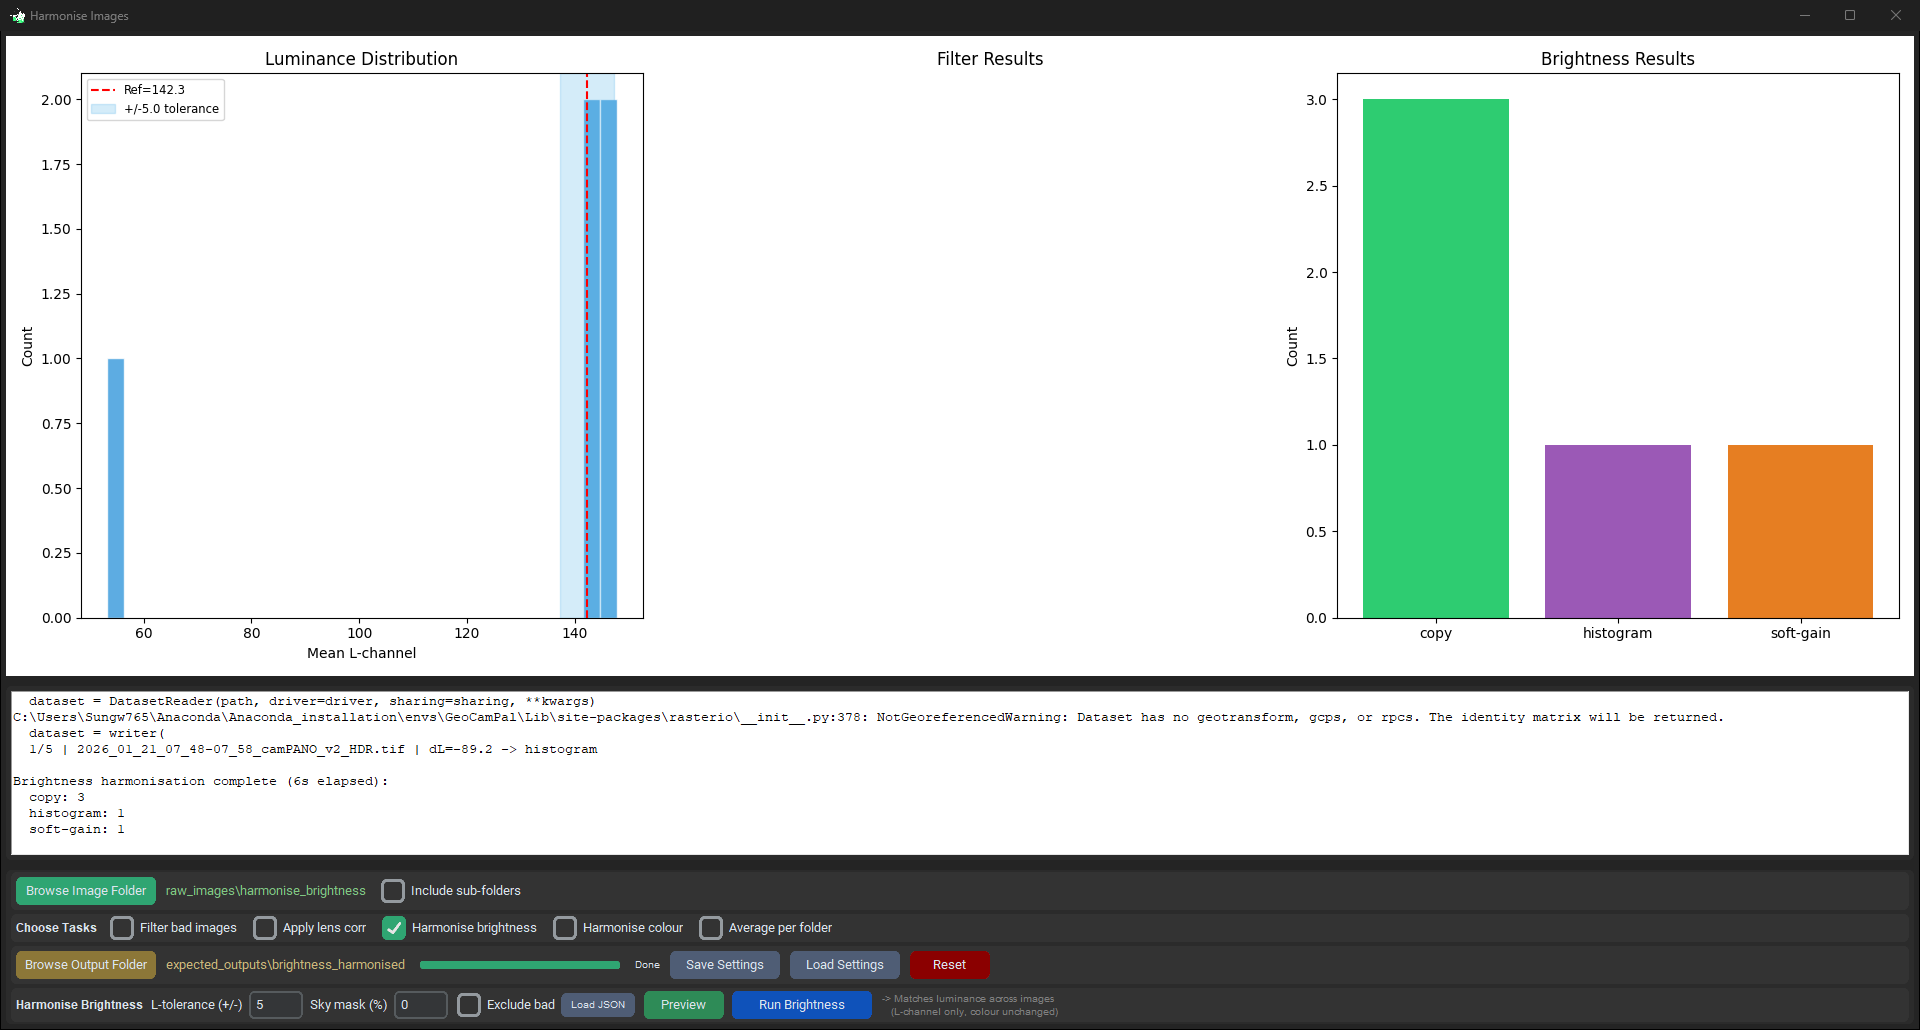 Harmonise Images
Luminance Distribution
Ref=142.3
+/-5.0 tolerance
2.00
1.75
1.50
1.25
1.00
0.75
0.50
0.25
0.00
Count
60
80
100
120
140
Mean L-channel
Filter Results
Brightness Results
3.0
2.5
2.0
1.5
1.0
0.5
0.0
Count
copy
histogram
soft-gain
dataset = DatasetReader(path, driver=driver, sharing=sharing, **kwargs)
C:\Users\Sungw765\Anaconda\Anaconda_installation\envs\GeoCamPal\Lib\site-packages\rasterio\__init__.py:378: NotGeoreferencedWarning: Dataset has no geotransform, gcps, or rpcs. The identity matrix will be returned.
dataset = writer(
1/5 | 2026_01_21_07_48-07_58_camPANO_v2_HDR.tif | dL=-89.2 -> histogram
Brightness harmonisation complete (6s elapsed):
copy: 3
histogram: 1
soft-gain: 1
Browse Image Folder raw_images\harmonise_brightness Include sub-folders
Choose Tasks Filter bad images Apply lens corr Harmonise brightness Harmonise colour Average per folder
Browse Output Folder expected_outputs\brightness_harmonised Done Save Settings Load Settings Reset
Harmonise Brightness L-tolerance (+/-) 5 Sky mask (%) 0 Exclude bad Load JSON Preview Run Brightness
-> Matches luminance across images
(L-channel only, colour unchanged)